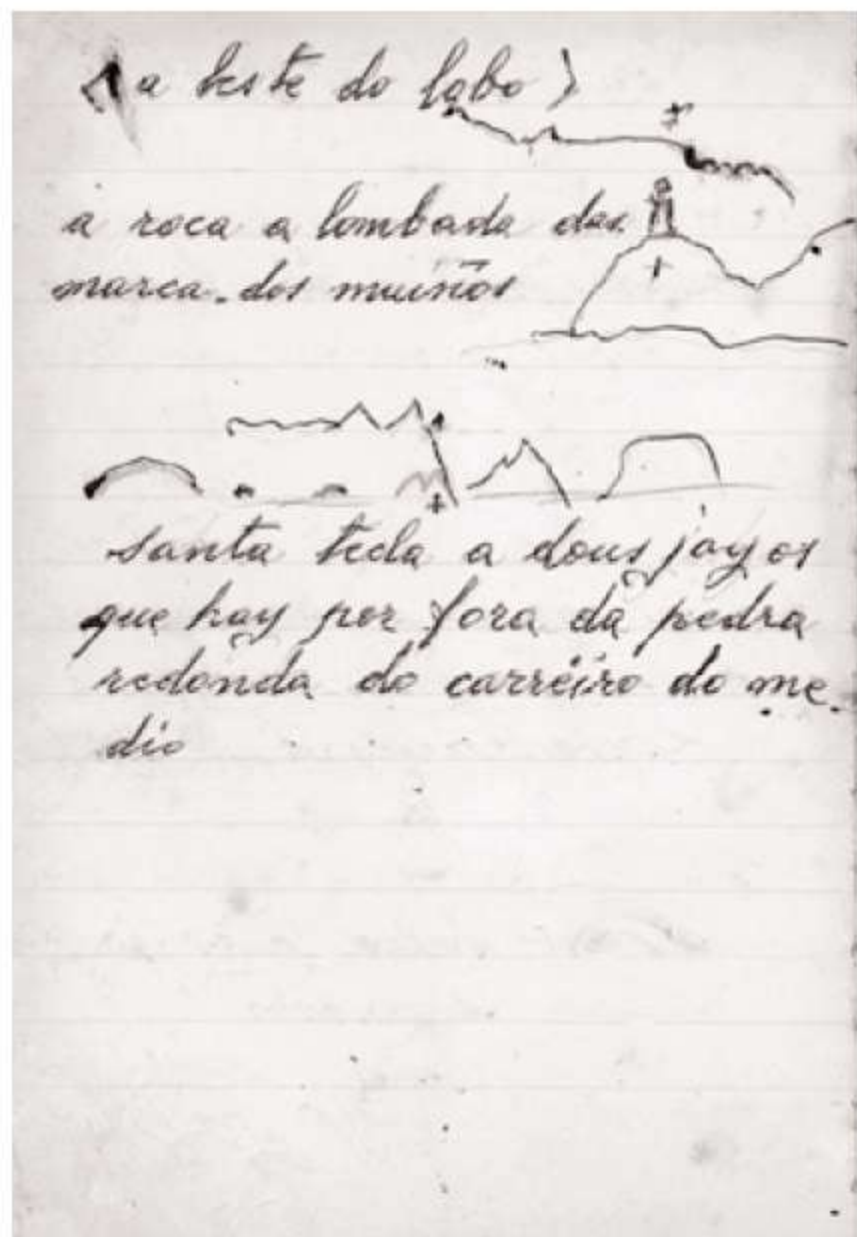 a leste do lobo
a roca a lombada das
marca. dos muiños
santa tecla a dous jayos
que hay por fora da pedra
redonda do carreiro do me
dio